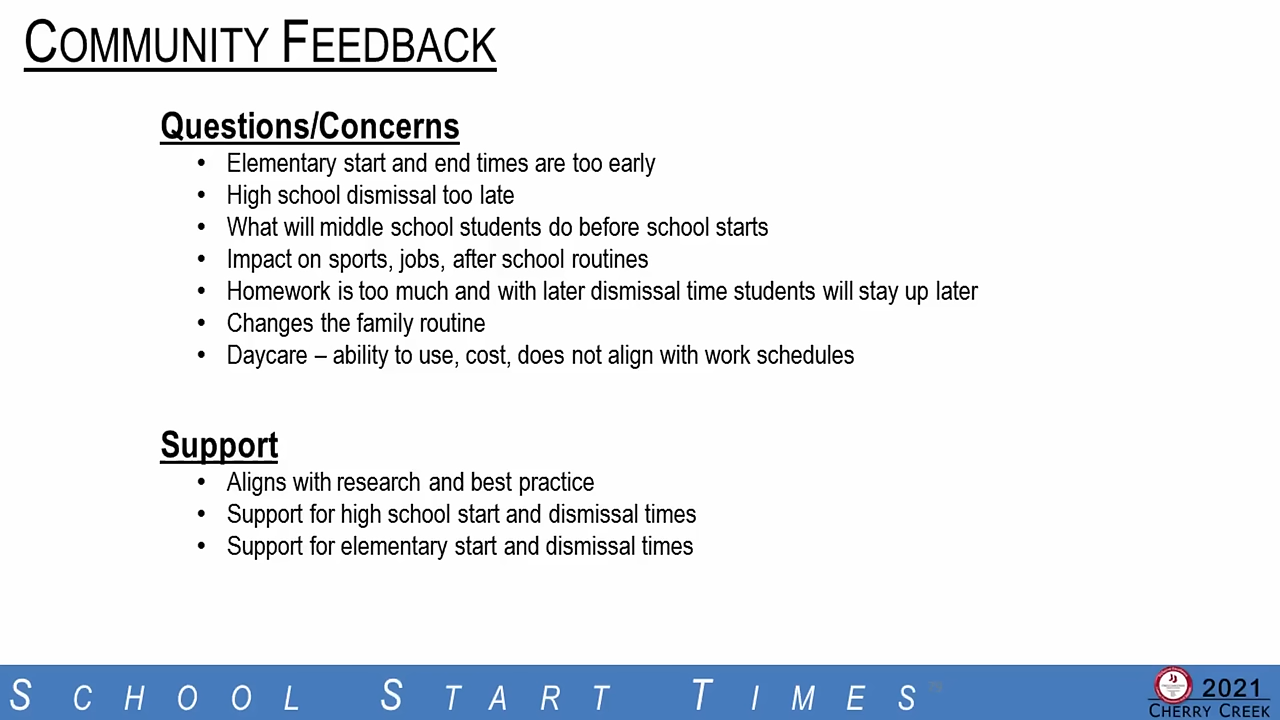 COMMUNITY FEEDBACK
Questions/Concerns
• Elementary start and end times are too early
• High school dismissal too late
• What will middle school students do before school starts
• Impact on sports, jobs, after school routines
• Homework is too much and with later dismissal time students will stay up later
• Changes the family routine
• Daycare – ability to use, cost, does not align with work schedules
Support
• Aligns with research and best practice
• Support for high school start and dismissal times
• Support for elementary start and dismissal times
SCHOOL START TIMES
2021
CHERRY CREEK